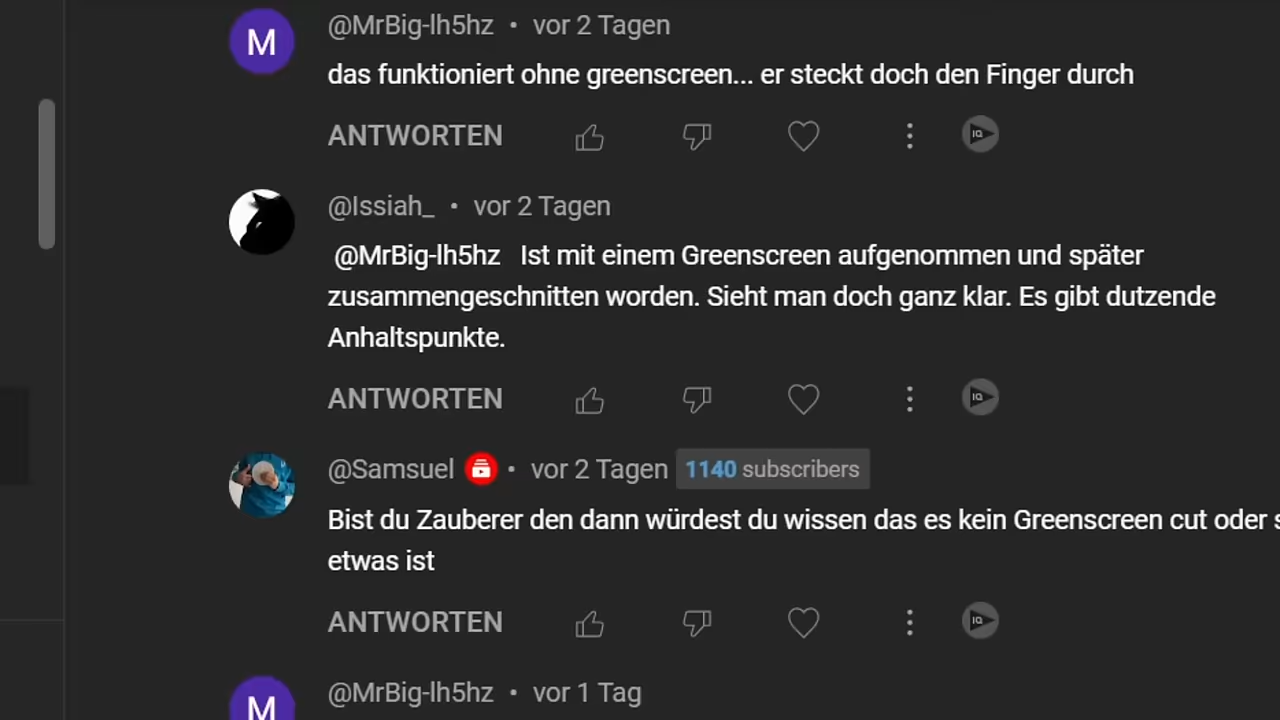 M @MrBig-lh5hz • vor 2 Tagen
das funktioniert ohne greenscreen... er steckt doch den Finger durch
ANTWORTEN IQ
@Issiah_ • vor 2 Tagen
@MrBig-lh5hz Ist mit einem Greenscreen aufgenommen und später
zusammengeschnitten worden. Sieht man doch ganz klar. Es gibt dutzende
Anhaltspunkte.
ANTWORTEN IQ
@Samsuel • vor 2 Tagen 1140 subscribers
Bist du Zauberer den dann würdest du wissen das es kein Greenscreen cut oder
etwas ist
ANTWORTEN IQ
M @MrBig-lh5hz • vor 1 Tag